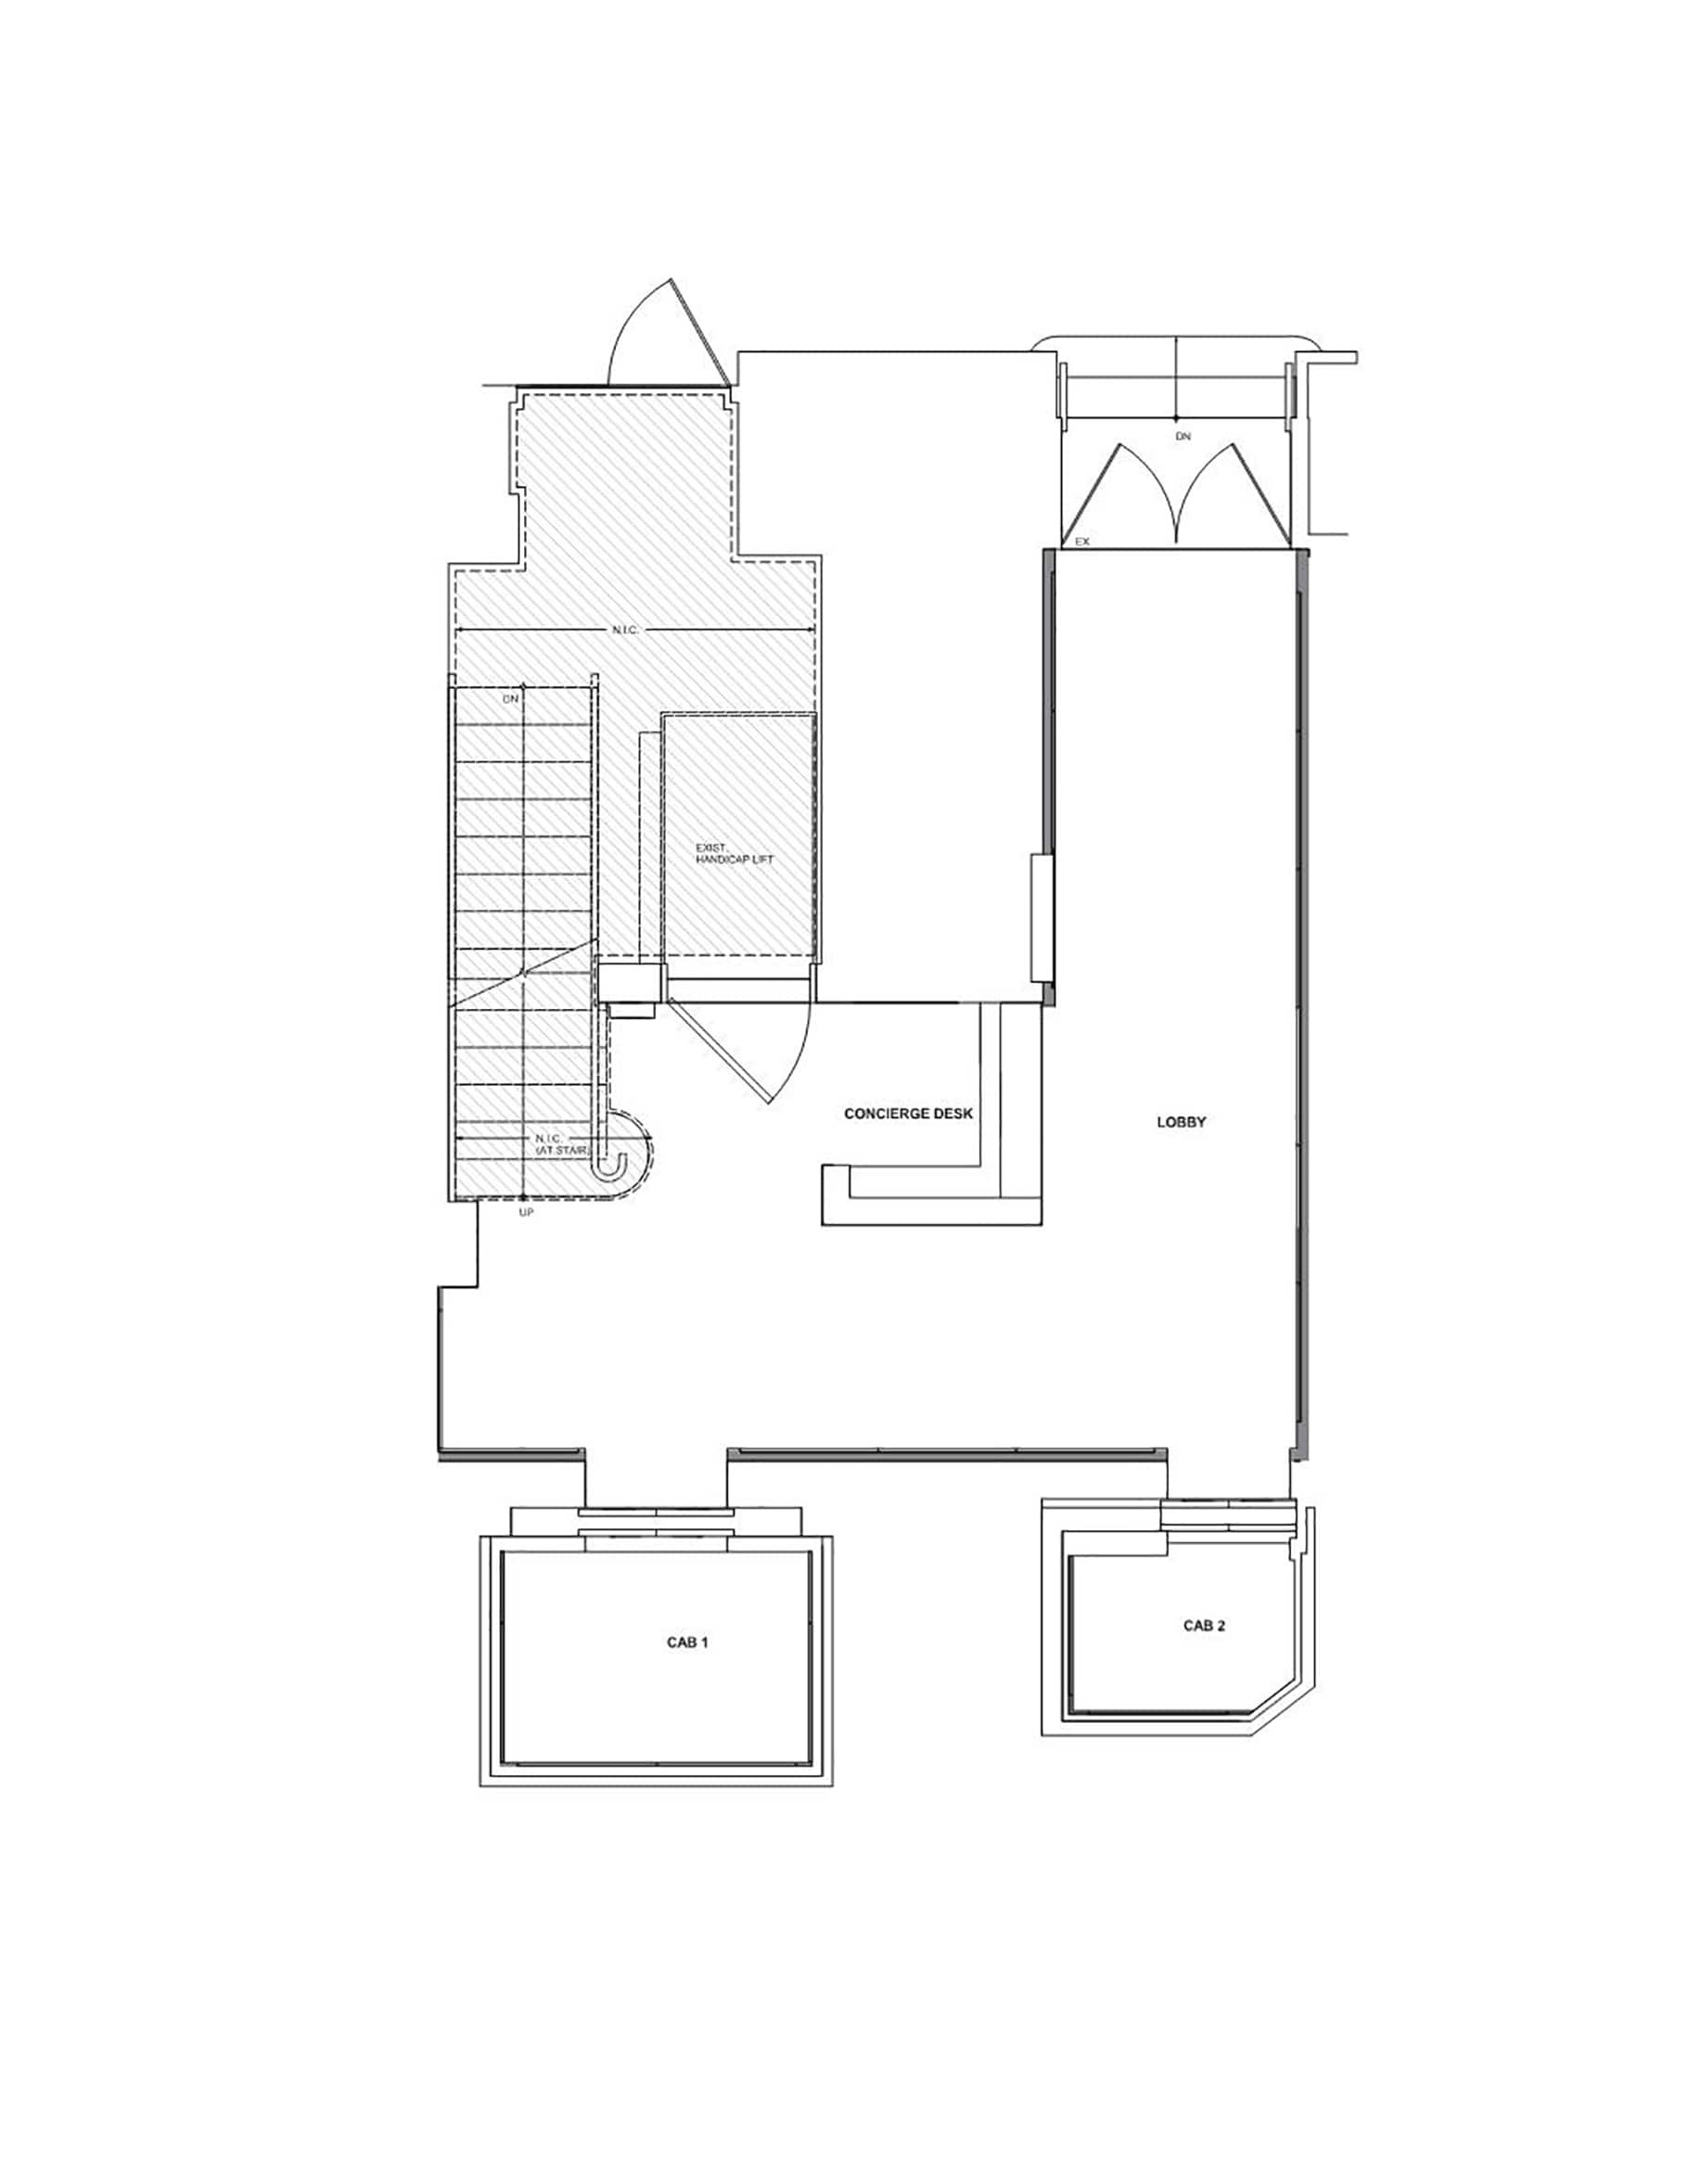 DN
EX
N.I.C.
DN
EXIST.
HANDICAP LIFT
CONCIERGE DESK
LOBBY
N.I.C.
(AT STAIR)
UP
CAB 1
CAB 2